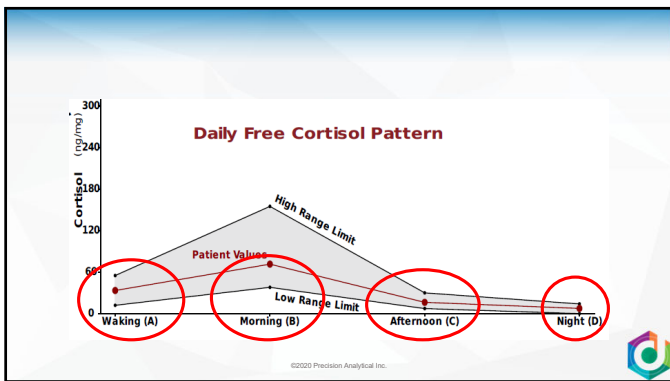 Daily Free Cortisol Pattern
Cortisol (ng/mg)
300
240
180
120
60
0
High Range Limit
Patient Values
Low Range Limit
Waking (A)
Morning (B)
Afternoon (C)
Night (D)
©2020 Precision Analytical Inc.